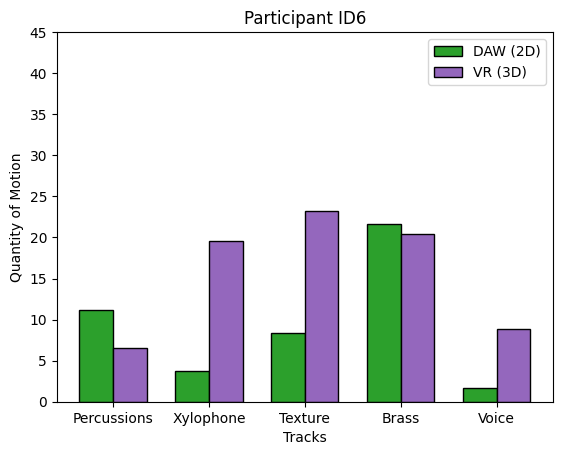 Participant ID6
DAW (2D)
VR (3D)
45
40
35
30
25
20
15
10
5
0
Quantity of Motion
Percussions Xylophone Texture Brass Voice
Tracks